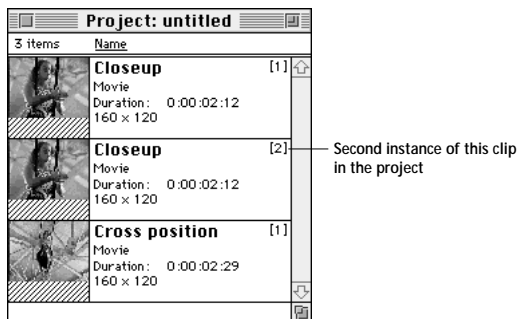 Project: untitled
3 items Name
Closeup [1]
Movie
Duration: 0:00:02:12
160 × 120
Closeup [2]
Movie
Duration: 0:00:02:12
160 × 120
Second instance of this clip
in the project
Cross position [1]
Movie
Duration: 0:00:02:29
160 × 120